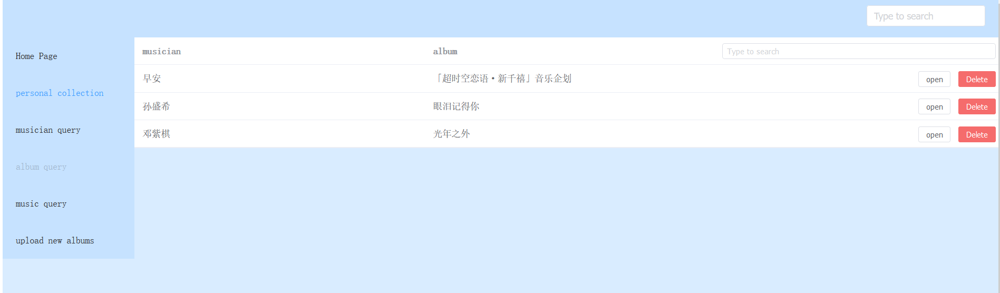 Type to search
Home Page
personal collection
musician query
album query
music query
upload new albums
musician album Type to search
早安 「超时空恋语·新千禧」音乐企划 open Delete
孙盛希 眼泪记得你 open Delete
邓紫棋 光年之外 open Delete